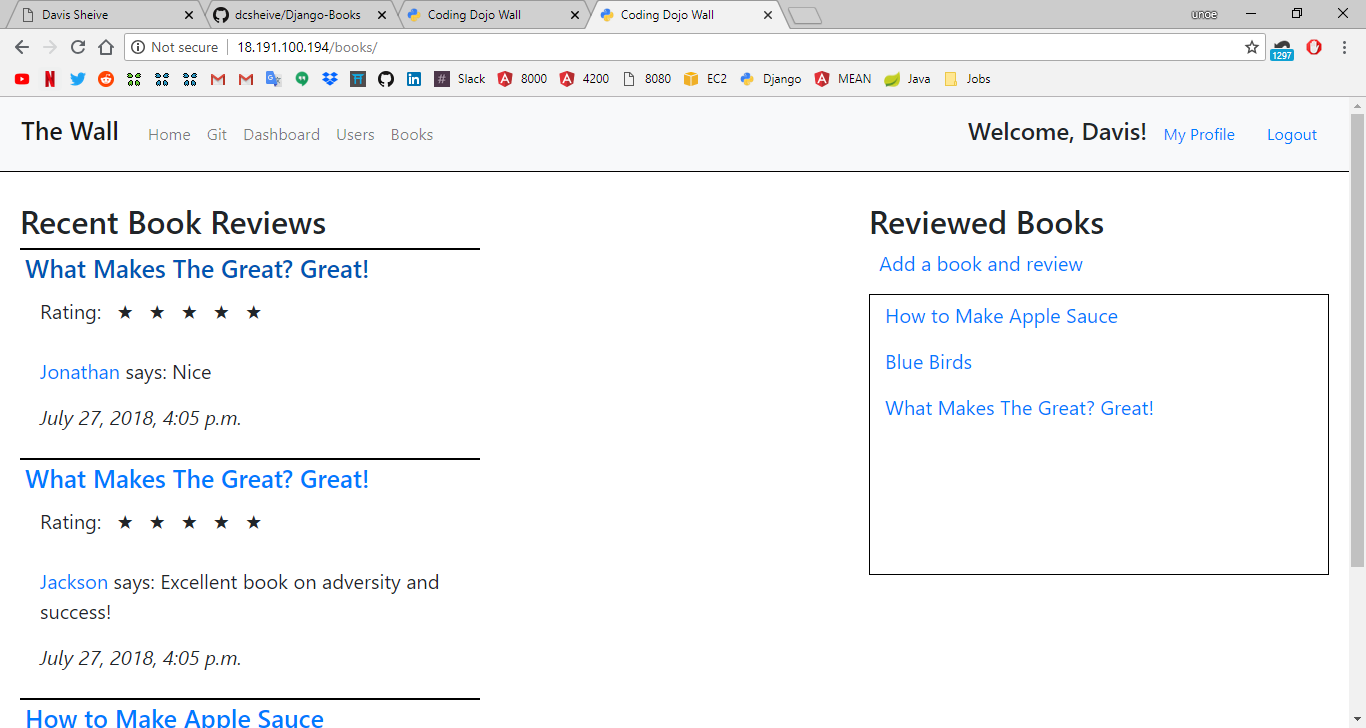 Davis Sheive
dcsheive/Django-Books
Coding Dojo Wall
Coding Dojo Wall
unoe
Not secure 18.191.100.194/books/
1297
Slack 8000 4200 8080 EC2 Django MEAN Java Jobs
The Wall Home Git Dashboard Users Books Welcome, Davis! My Profile Logout
Recent Book Reviews
What Makes The Great? Great!
Rating: ★ ★ ★ ★ ★
Jonathan says: Nice
July 27, 2018, 4:05 p.m.
What Makes The Great? Great!
Rating: ★ ★ ★ ★ ★
Jackson says: Excellent book on adversity and
success!
July 27, 2018, 4:05 p.m.
How to Make Apple Sauce
Reviewed Books
Add a book and review
How to Make Apple Sauce
Blue Birds
What Makes The Great? Great!